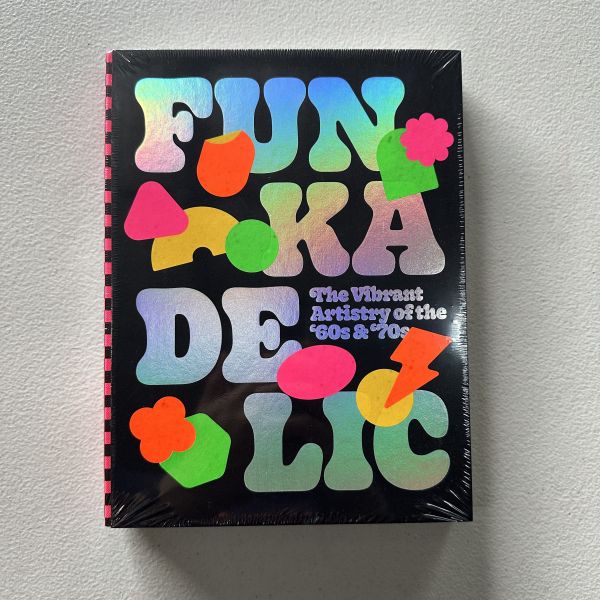 FUN
KA
DE
The Vibrant
Artistry of the
‘60s & ‘70s
LIC